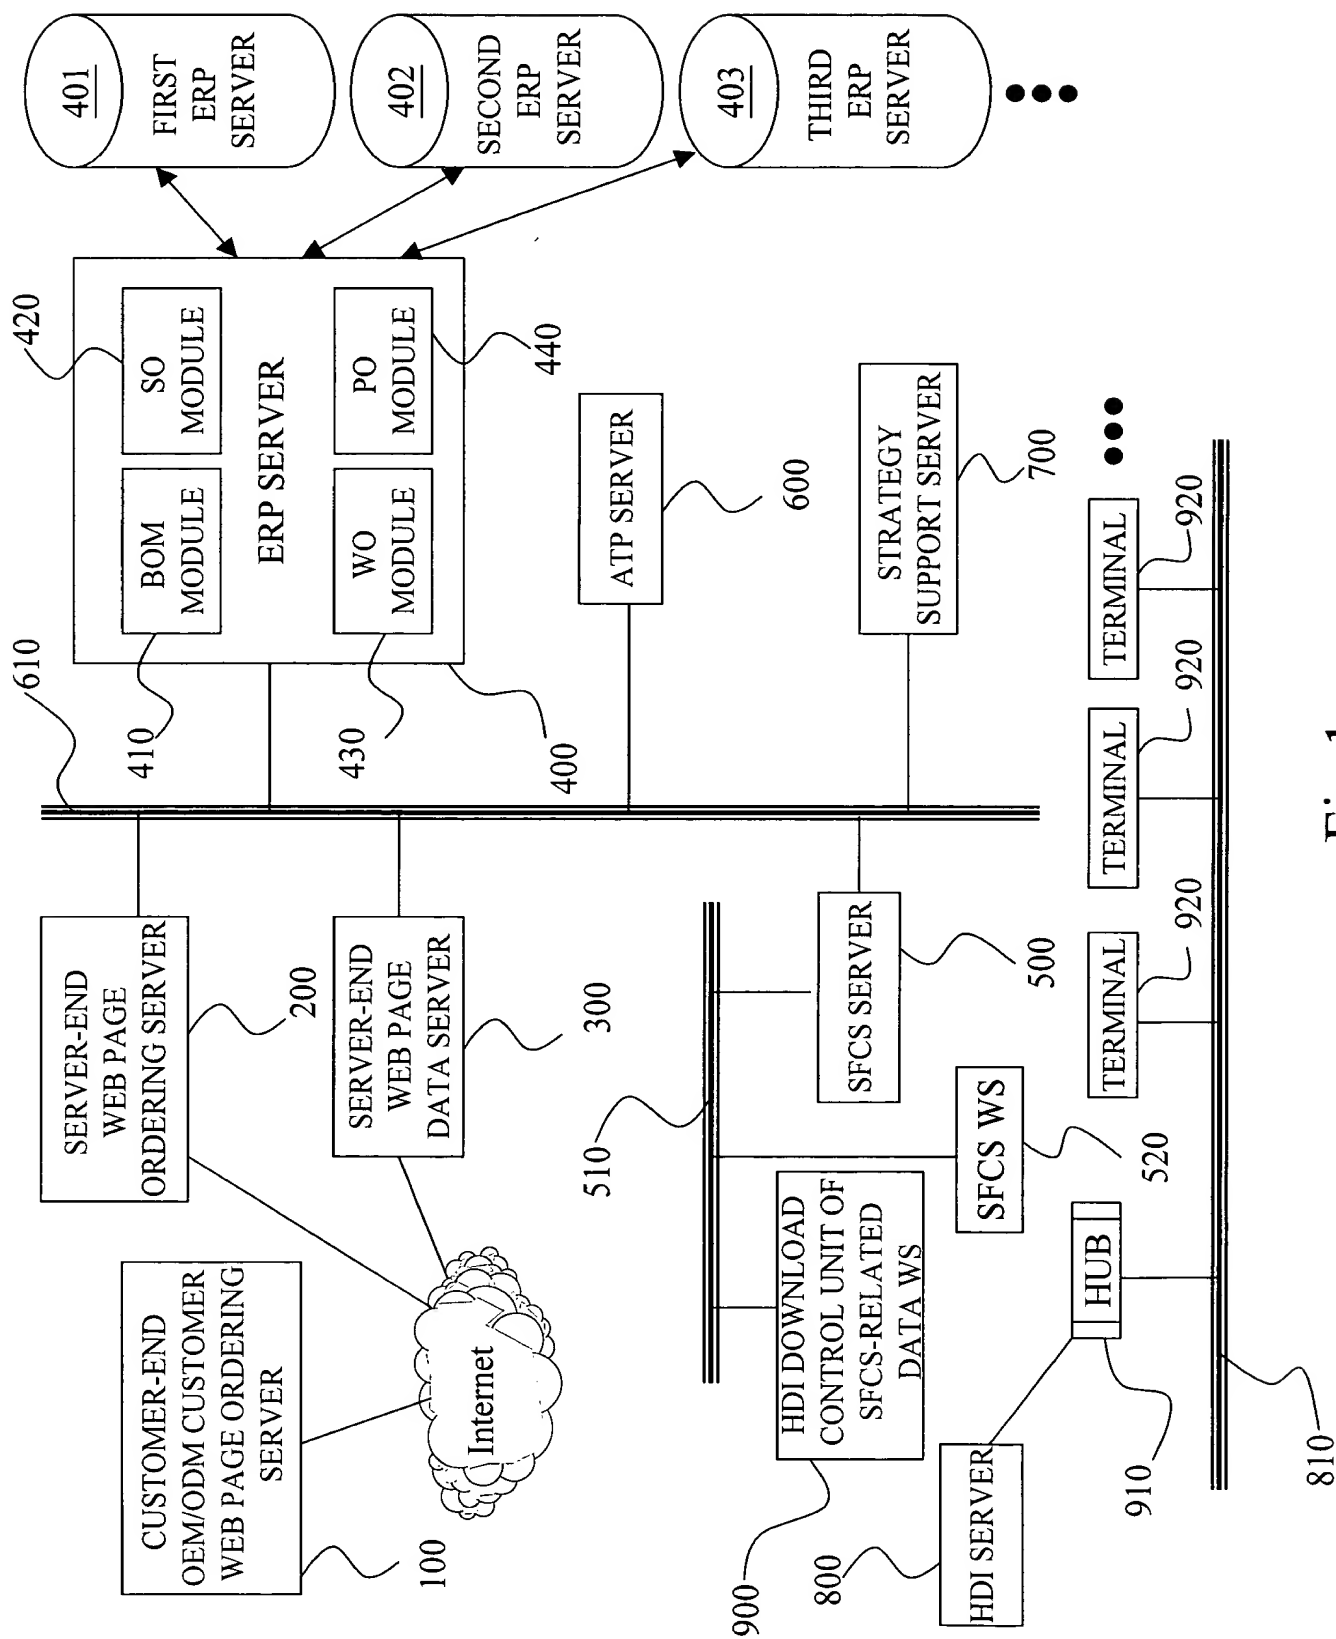 100
CUSTOMER-END
OEM/ODM CUSTOMER
WEB PAGE ORDERING
SERVER
Internet
SERVER-END
WEB PAGE
ORDERING SERVER
200
SERVER-END
WEB PAGE
DATA SERVER
300
610
410
BOM
MODULE
420
SO
MODULE
ERP SERVER
430
WO
MODULE
440
PO
MODULE
400
401
FIRST
ERP
SERVER
402
SECOND
ERP
SERVER
403
THIRD
ERP
SERVER
ATP SERVER
600
STRATEGY
SUPPORT SERVER
700
510
SFCS SERVER
500
SFCS WS
520
900
HDI DOWNLOAD
CONTROL UNIT OF
SFCS-RELATED
DATA WS
800
HDI SERVER
HUB
910
TERMINAL
920
TERMINAL
920
TERMINAL
920
810